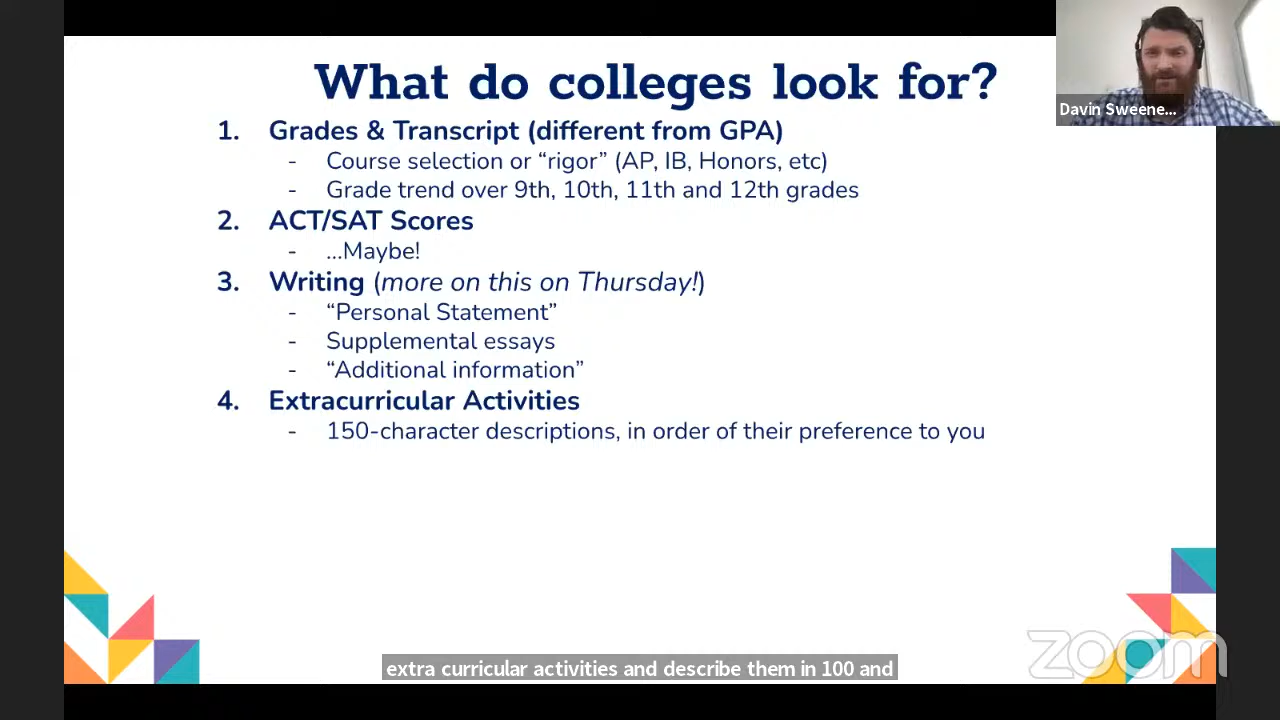 What do colleges look for?
1. Grades & Transcript (different from GPA)
- Course selection or “rigor” (AP, IB, Honors, etc)
- Grade trend over 9th, 10th, 11th and 12th grades
2. ACT/SAT Scores
- ...Maybe!
3. Writing (more on this on Thursday!)
- “Personal Statement”
- Supplemental essays
- “Additional information”
4. Extracurricular Activities
- 150-character descriptions, in order of their preference to you
Davin Sweene...
zoom
extra curricular activities and describe them in 100 and